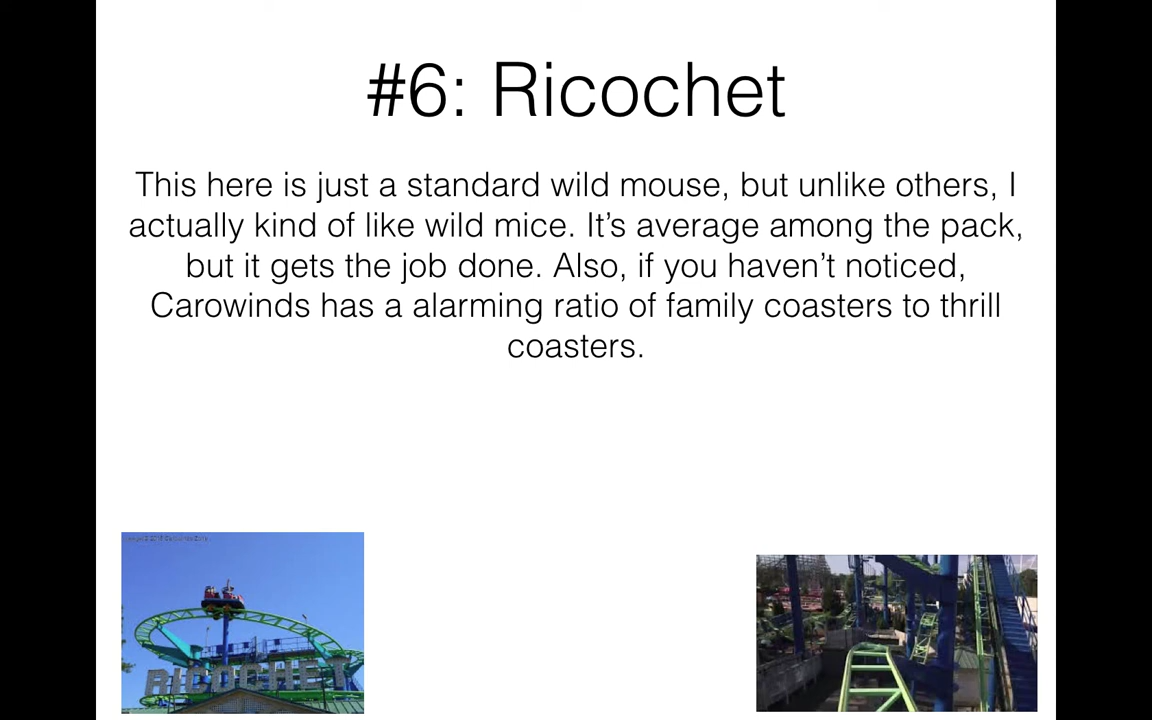 #6: Ricochet
This here is just a standard wild mouse, but unlike others, I
actually kind of like wild mice. It’s average among the pack,
but it gets the job done. Also, if you haven’t noticed,
Carowinds has a alarming ratio of family coasters to thrill
coasters.
RICOCHET